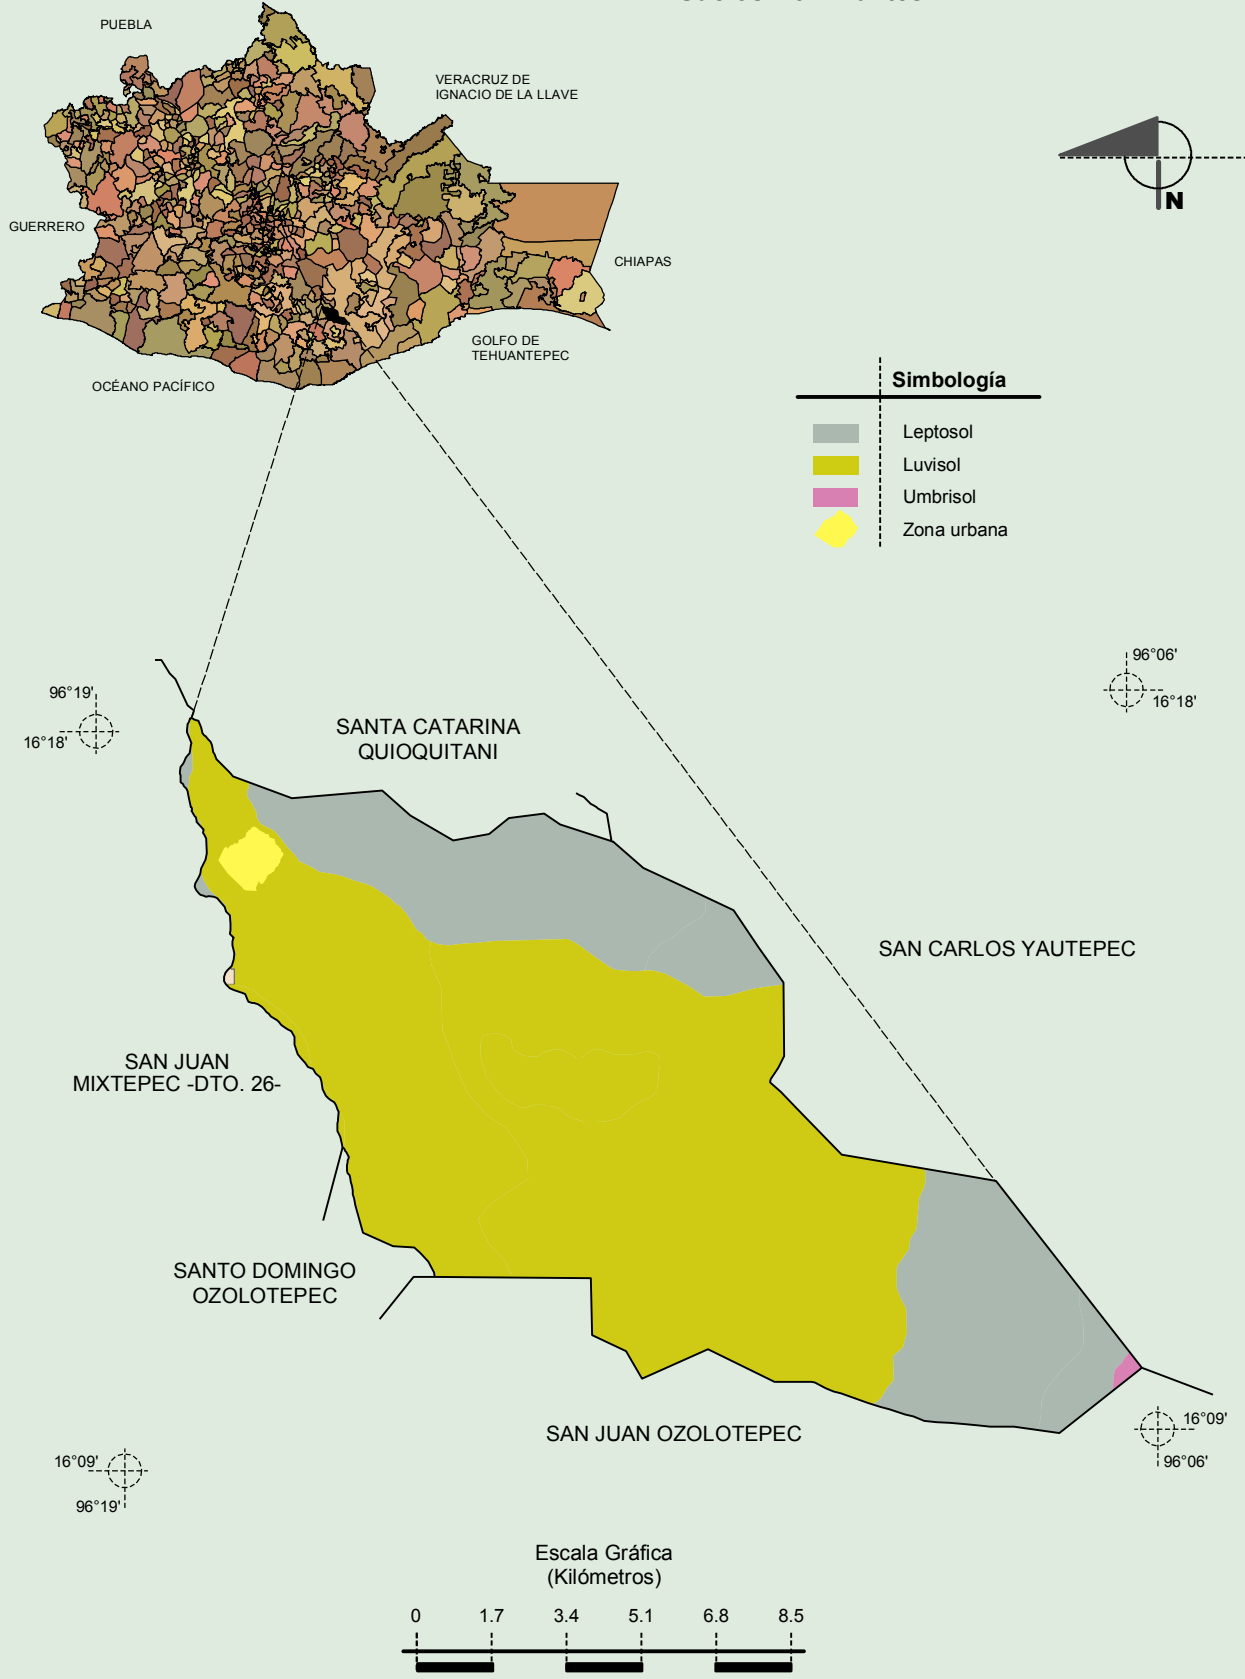 PUEBLA
VERACRUZ DE
IGNACIO DE LA LLAVE
GUERRERO
CHIAPAS
GOLFO DE
TEHUANTEPEC
OCÉANO PACÍFICO
N
Simbología
Leptosol
Luvisol
Umbrisol
Zona urbana
96°19'
16°18'
96°06'
16°18'
SANTA CATARINA
QUIOQUITANI
SAN CARLOS YAUTEPEC
SAN JUAN
MIXTEPEC -DTO. 26-
SANTO DOMINGO
OZOLOTEPEC
SAN JUAN OZOLOTEPEC
16°09'
96°06'
16°09'
96°19'
Escala Gráfica
(Kilómetros)
0 1.7 3.4 5.1 6.8 8.5